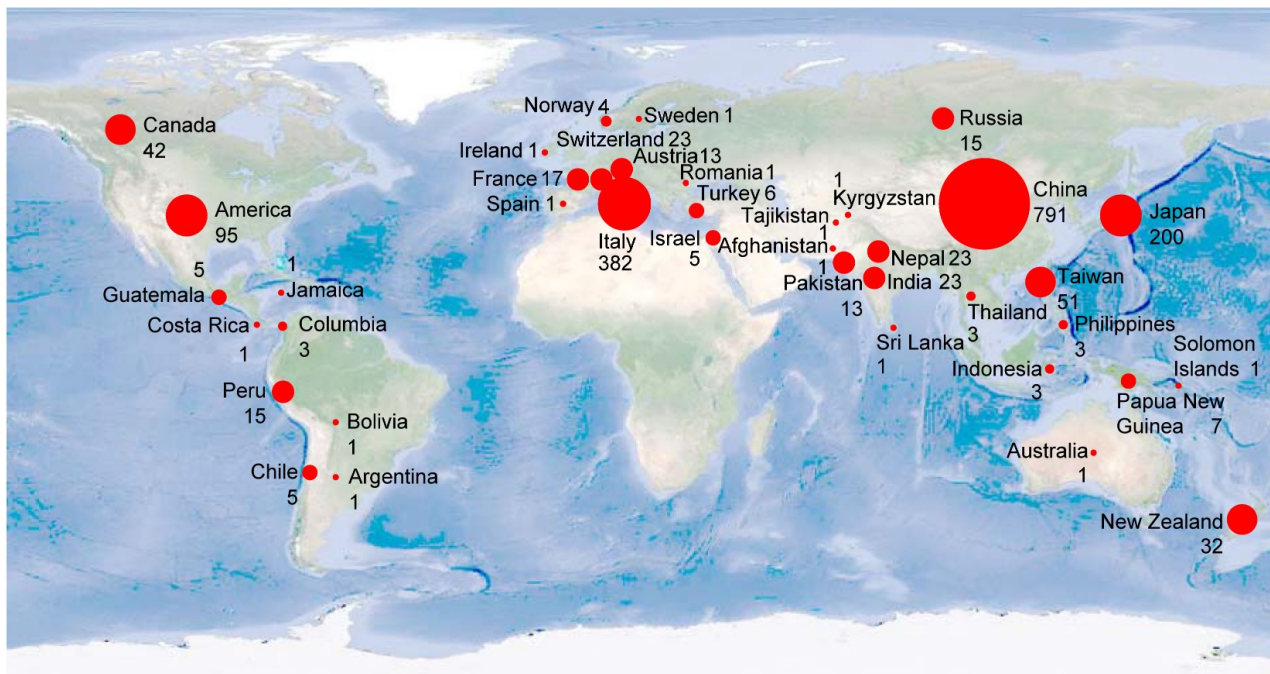 Norway 4
Sweden 1
Canada
42
Russia
15
Switzerland 23
Ireland 1
Austria 13
France 17
Romania 1
Spain 1
Turkey 6
1
Kyrgyzstan
China
791
America
95
Japan
200
Tajikistan
1
Italy
382
Israel
5
Afghanistan
1
Nepal 23
Pakistan
13
India 23
Taiwan
51
5
Guatemala
1
Jamaica
Thailand
3
Costa Rica
1
Columbia
3
Philippines
3
Sri Lanka
1
Solomon
Islands 1
Indonesia
3
Peru
15
Papua New
Guinea 7
Bolivia
1
Australia
1
Chile
5
Argentina
1
New Zealand
32